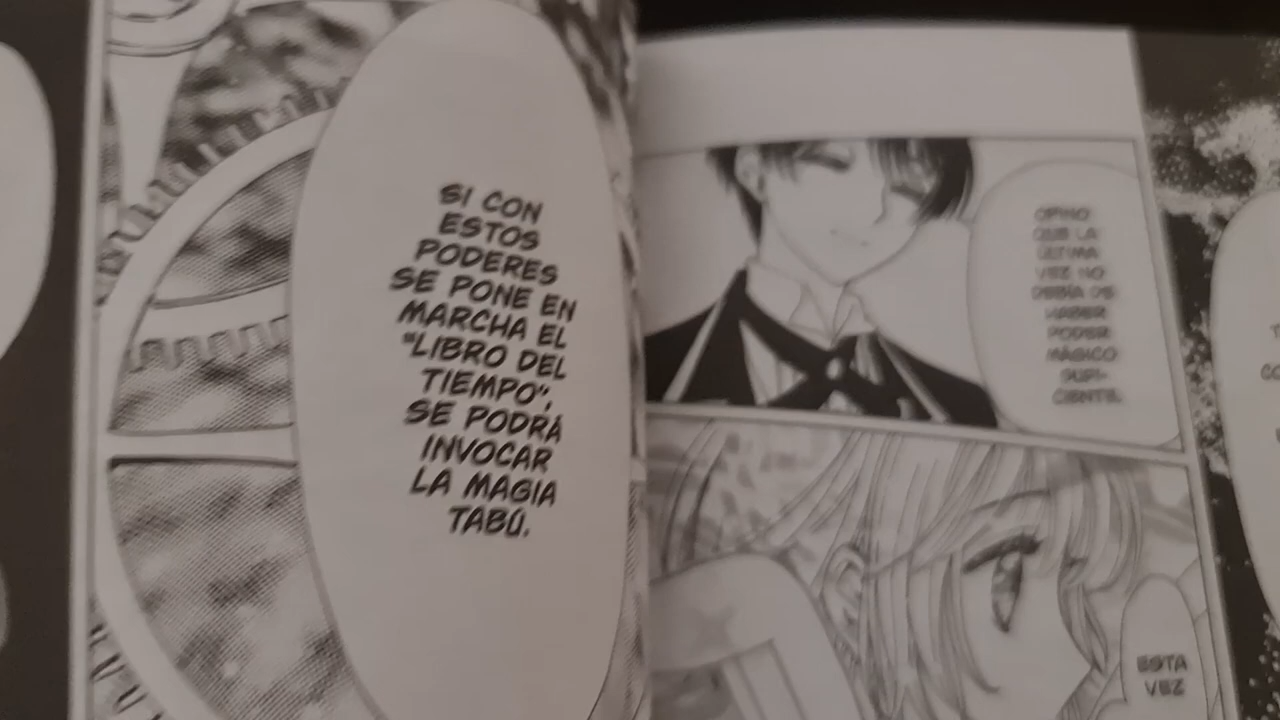 SI CON
ESTOS
PODERES
SE PONE EN
MARCHA EL
"LIBRO DEL
TIEMPO",
SE PODRÁ
INVOCAR
LA MAGIA
TABÚ.
OPINO
QUE LA
ÚLTIMA
VEZ NO
DEBÍA DE
HABER
PODER
MÁGICO
SUFI-
CIENTE.
ESTA
VEZ